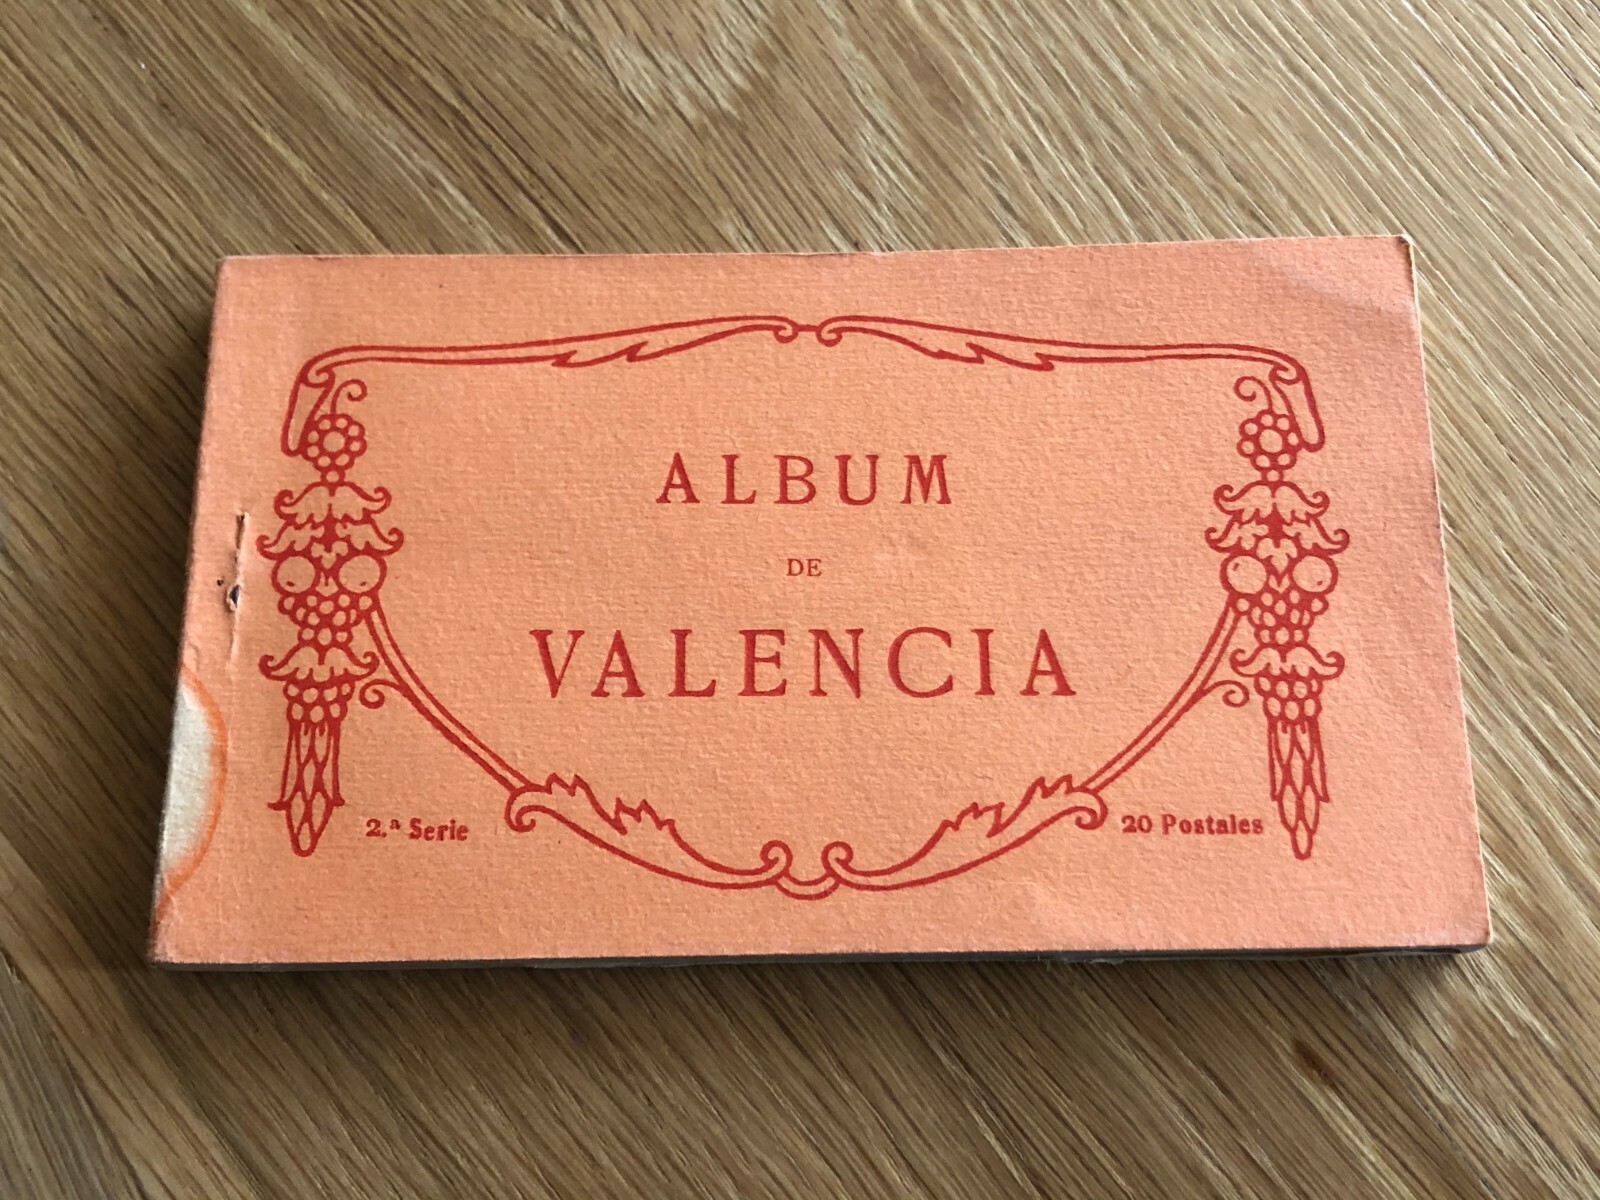 ALBUM
DE
VALENCIA
2.ª Serie
20 Postales